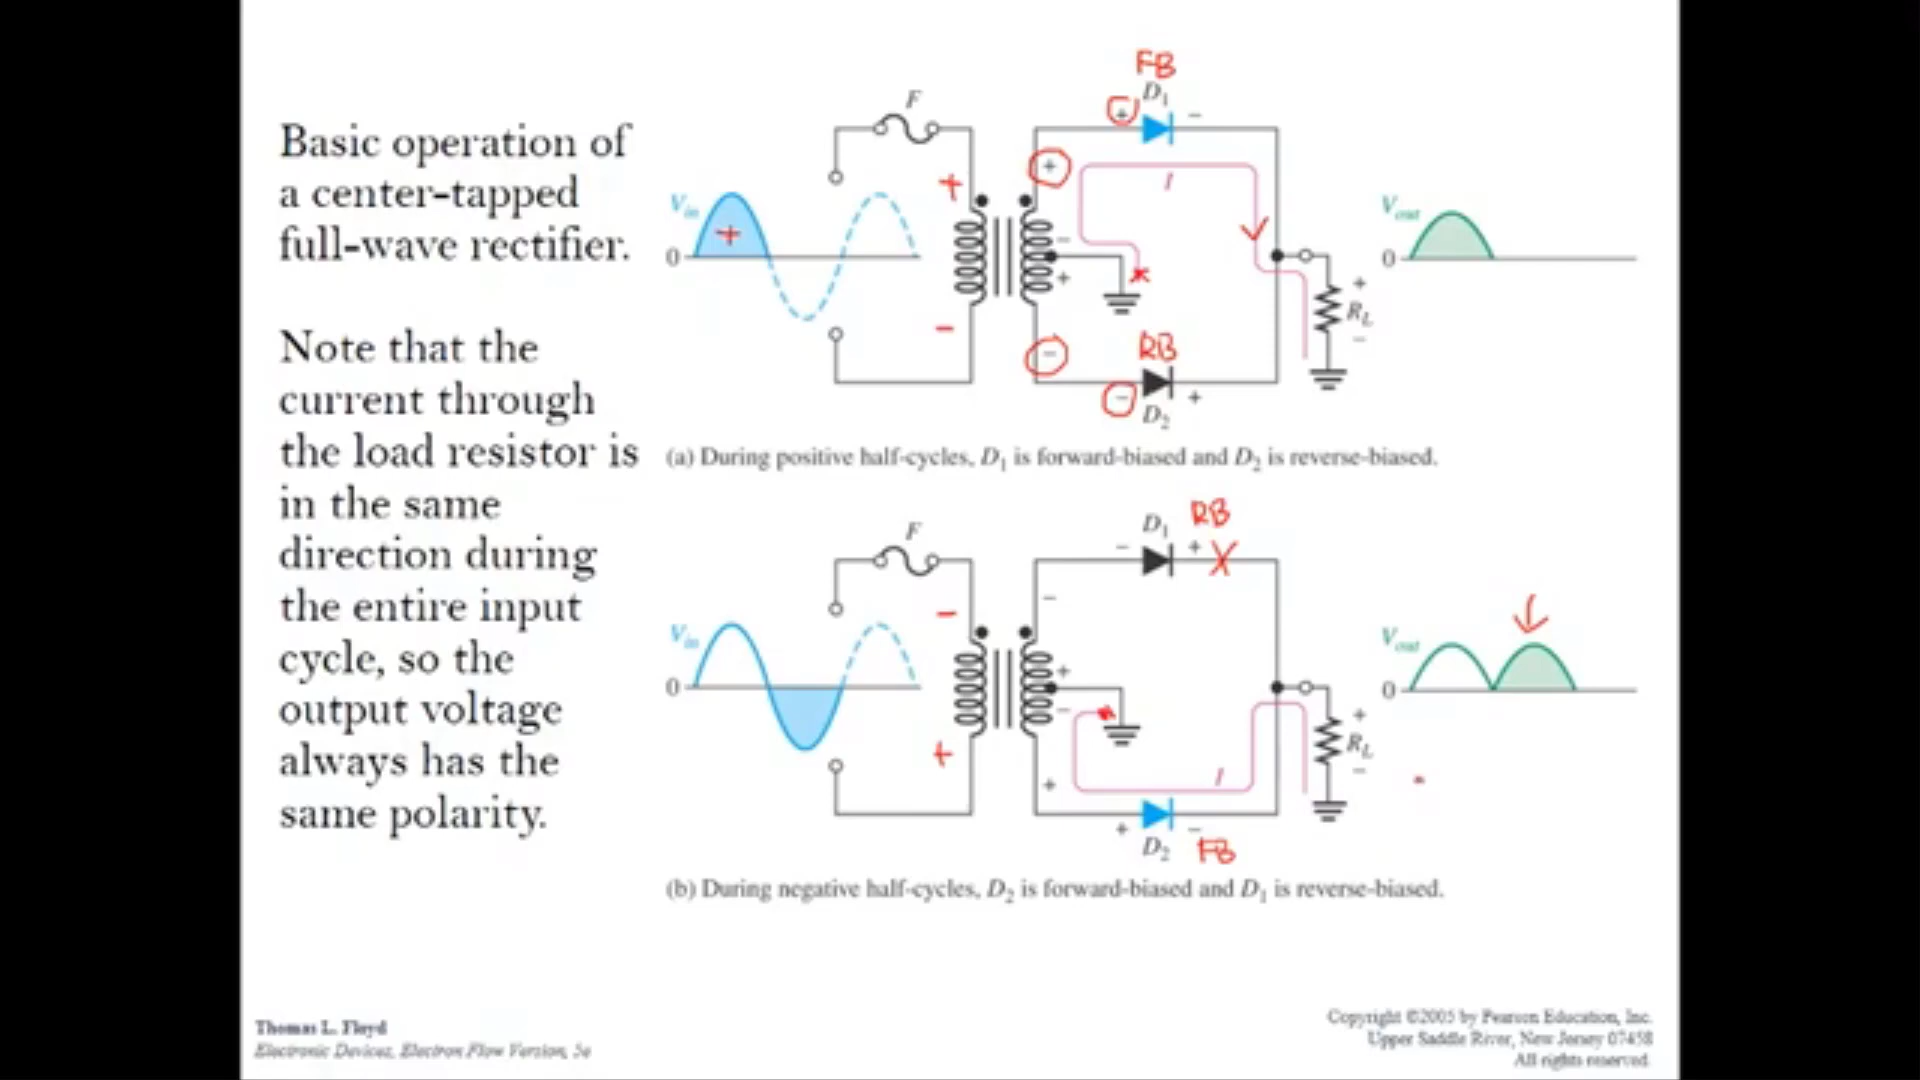 Basic operation of
a center-tapped
full-wave rectifier.
Note that the
current through
the load resistor is
in the same
direction during
the entire input
cycle, so the
output voltage
always has the
same polarity.
FB
F
D₁
+ −
+
+
I
Vin
+
0
Vout
0
−
+
−
−
RB
− +
D₂
+
RL
−
(a) During positive half-cycles, D₁ is forward-biased and D₂ is reverse-biased.
RB
F
D₁
− + X
−
−
Vin
0
Vout
0
+
−
+
+
I
+ −
D₂ FB
+
RL
−
(b) During negative half-cycles, D₂ is forward-biased and D₁ is reverse-biased.
Thomas L. Floyd
Electronic Devices, Electron Flow Version, 5e
Copyright ©2005 by Pearson Education, Inc.
Upper Saddle River, New Jersey 07458
All rights reserved.